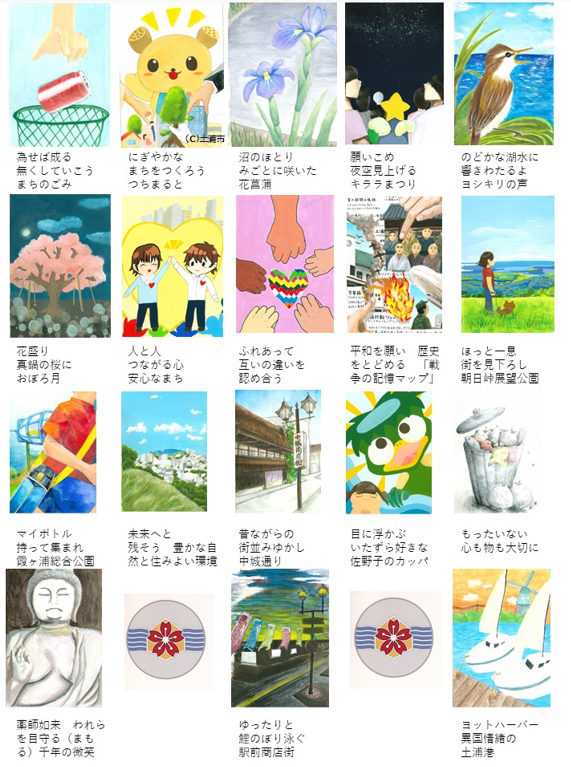 (C)土浦市
為せば成る
無くしていこう
まちのごみ
にぎやかな
まちをつくろう
つちまると
沼のほとり
みごとに咲いた
花菖蒲
願いこめ
夜空見上げる
キララまつり
のどかな湖水に
響きわたるよ
ヨシキリの声
花盛り
真鍋の桜に
おぼろ月
人と人
つながる心
安心なまち
ふれあって
互いの違いを
認め合う
平和を願い 歴史
をとどめる 「戦
争の記憶マップ」
ほっと一息
街を見下ろし
朝日峠展望公園
マイボトル
持って集まれ
霞ヶ浦総合公園
未来へと
残そう 豊かな自
然と住みよい環境
昔ながらの
街並みゆかし
中城通り
目に浮かぶ
いたずら好きな
佐野子のカッパ
もったいない
心も物も大切に
薬師如来 われら
を目守る（まも
る）千年の微笑
ゆったりと
鯉のぼり泳ぐ
駅前商店街
ヨットハーバー
異国情緒の
土浦港